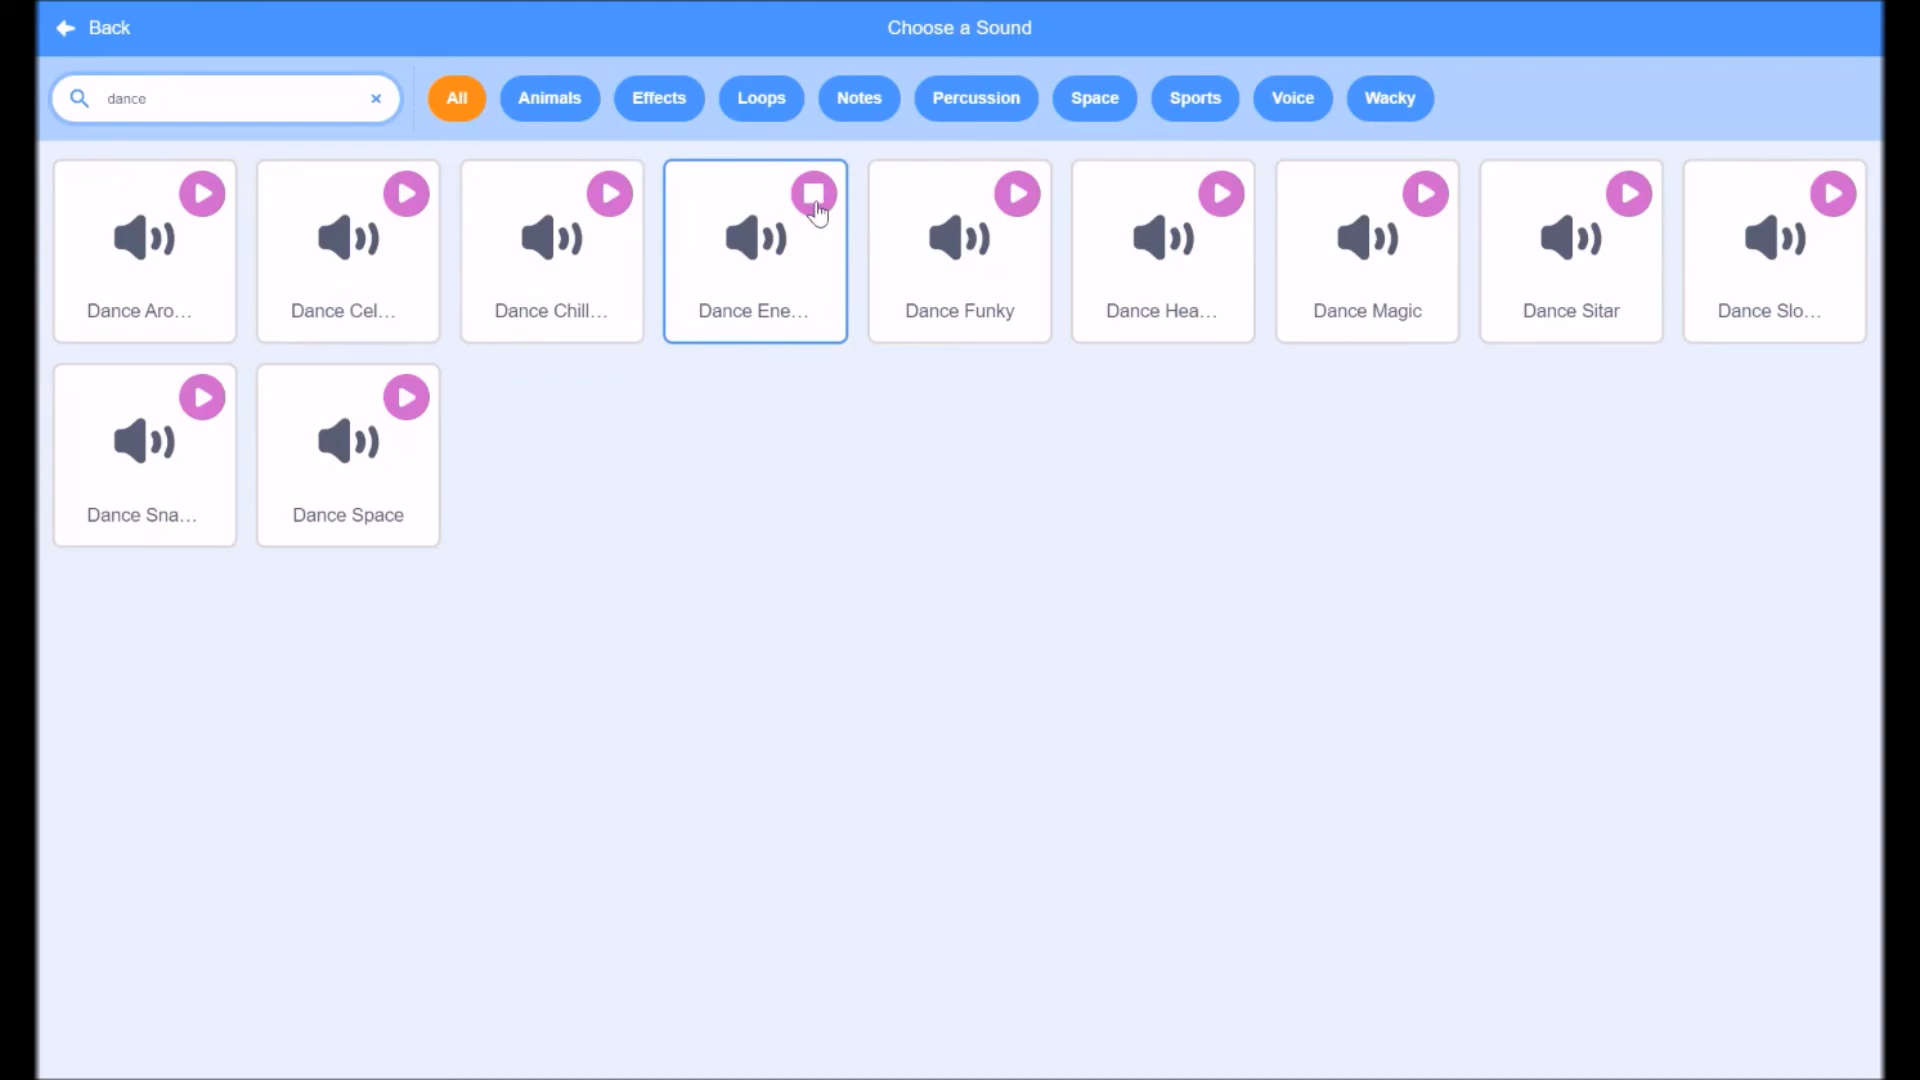 Back
Choose a Sound
dance
All
Animals
Effects
Loops
Notes
Percussion
Space
Sports
Voice
Wacky
Dance Aro...
Dance Cel...
Dance Chill...
Dance Ene...
Dance Funky
Dance Hea...
Dance Magic
Dance Sitar
Dance Slo...
Dance Sna...
Dance Space